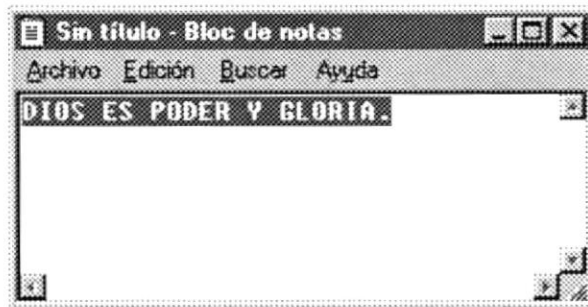 Sin título - Bloc de notas
Archivo Edición Buscar Ayuda
DIOS ES PODER Y GLORIA.